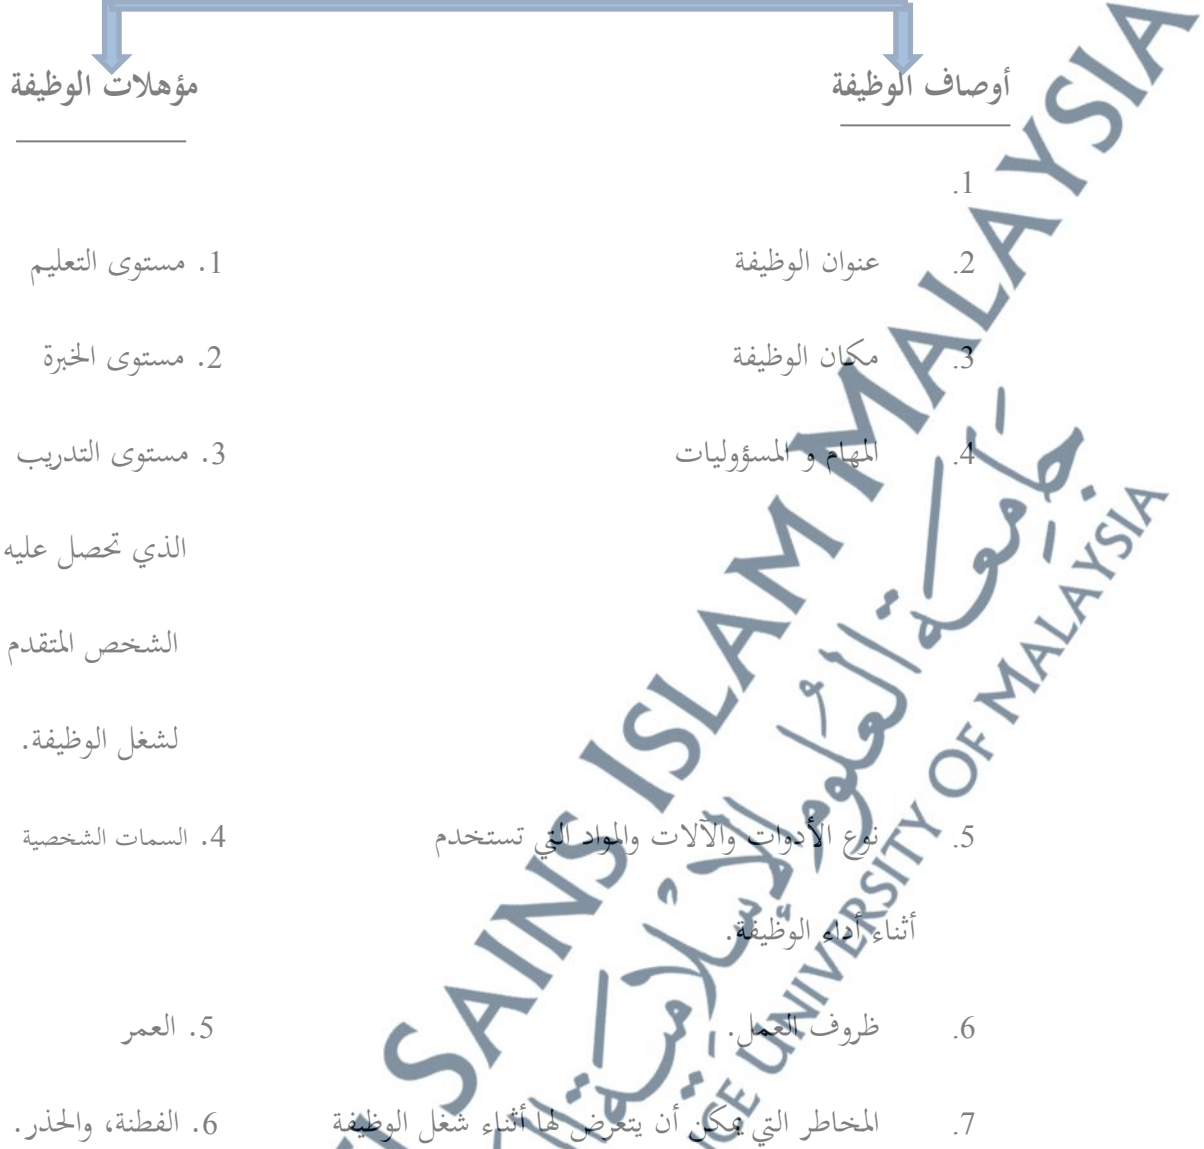 أوصاف الوظيفة مؤهلات الوظيفة
1.
2. عنوان الوظيفة 1. مستوى التعليم
3. مكان الوظيفة 2. مستوى الخبرة
4. المهام و المسؤوليات 3. مستوى التدريب
الذي تحصل عليه
الشخص المتقدم
لشغل الوظيفة.
5. نوع الأدوات والآلات والمواد التي تستخدم 4. السمات الشخصية
أثناء أداء الوظيفة.
6. ظروف العمل. 5. العمر
7. المخاطر التي يمكن أن يتعرض لها أثناء شغل الوظيفة 6. الفطنة، والحذر.
SAINS ISLAM MALAYSIA
جامعة العلوم الإسلامية
UNIVERSITY OF MALAYSIA